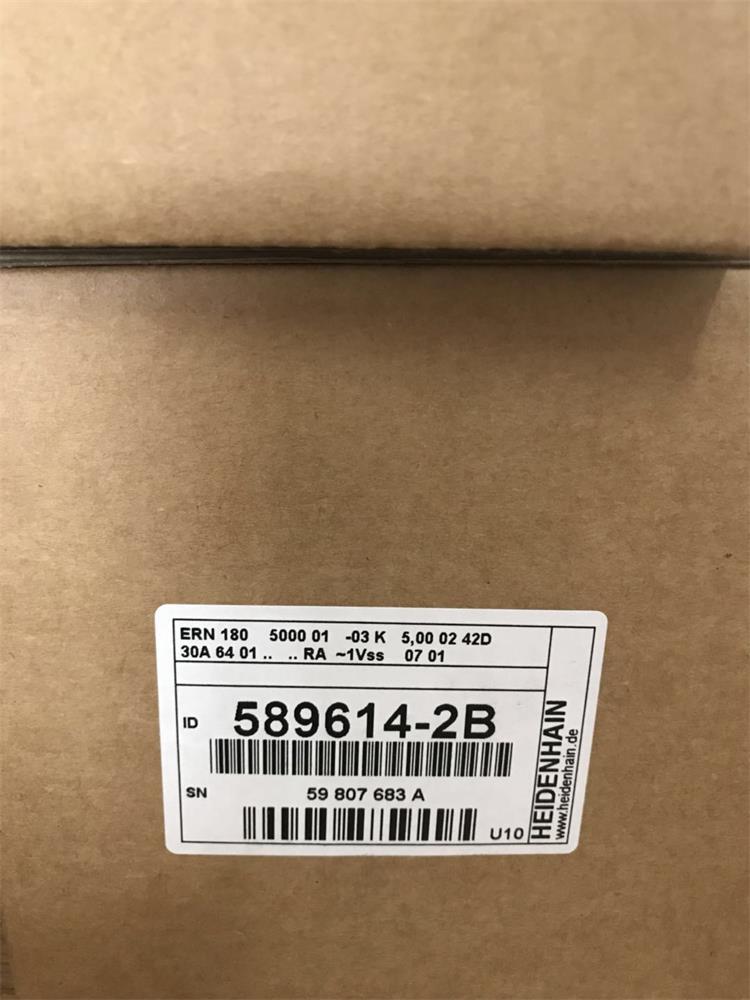 ERN 180 5000 01 -03 K 5,00 02 42D
30A 64 01 .. .. RA ~1Vss 07 01
ID 589614-2B
SN 59 807 683 A
U10
HEIDENHAIN
www.heidenhain.de